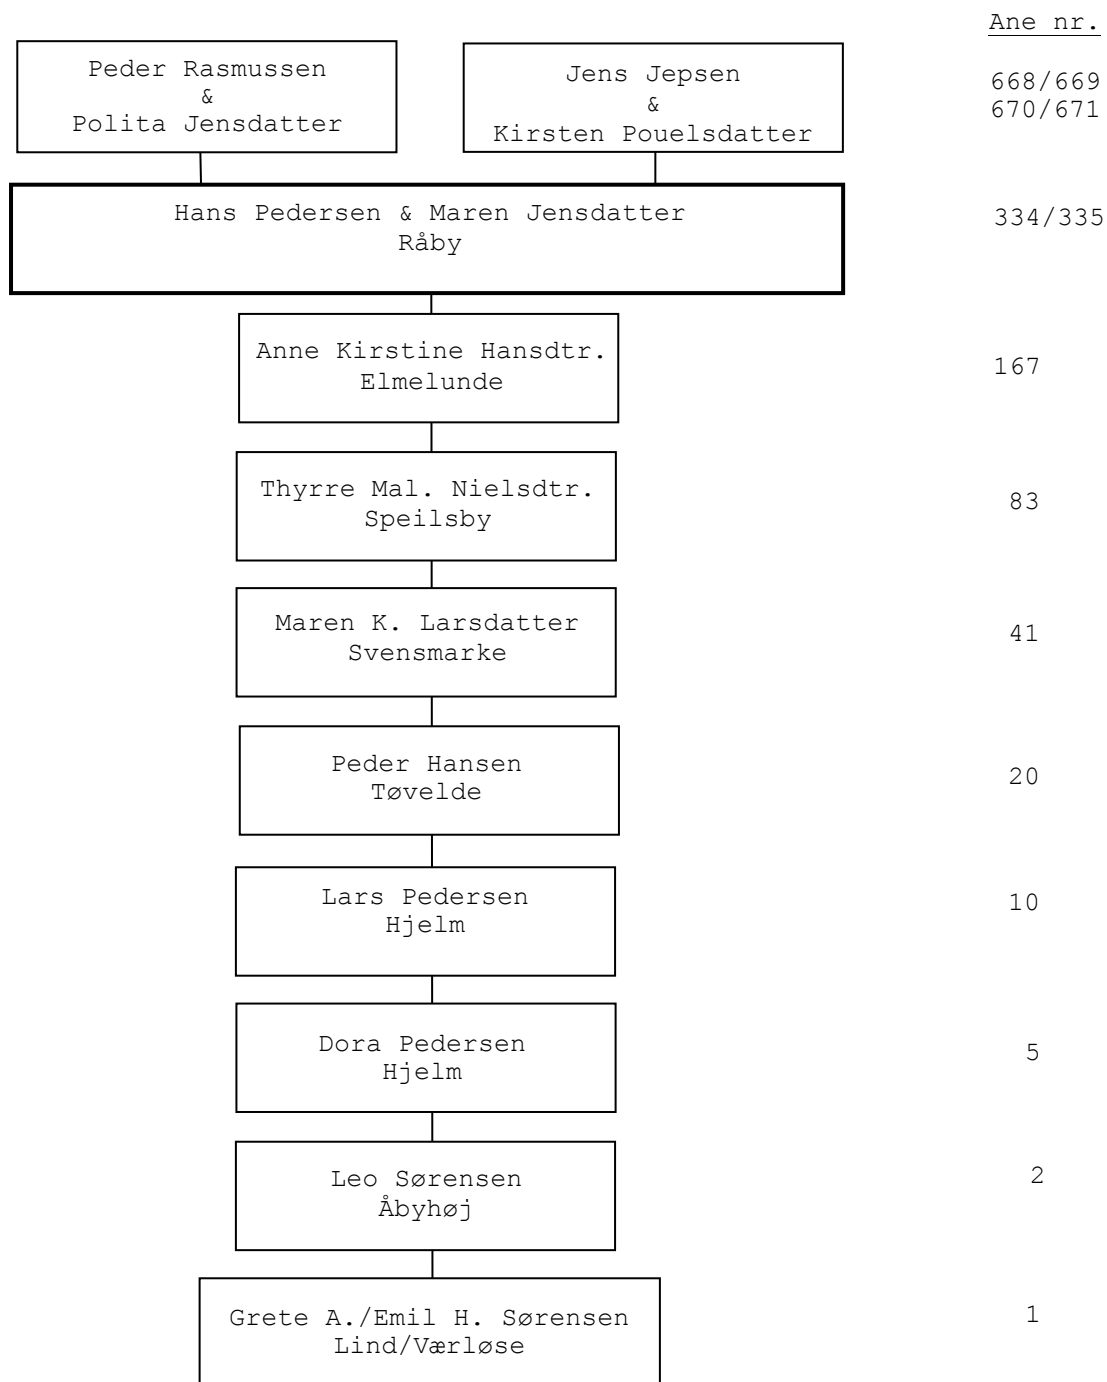 Ane nr.
Peder Rasmussen
&
Polita Jensdatter
Jens Jepsen
&
Kirsten Pouelsdatter
668/669
670/671
Hans Pedersen & Maren Jensdatter
Råby
334/335
Anne Kirstine Hansdtr.
Elmelunde
167
Thyrre Mal. Nielsdtr.
Speilsby
83
Maren K. Larsdatter
Svensmarke
41
Peder Hansen
Tøvelde
20
Lars Pedersen
Hjelm
10
Dora Pedersen
Hjelm
5
Leo Sørensen
Åbyhøj
2
Grete A./Emil H. Sørensen
Lind/Værløse
1